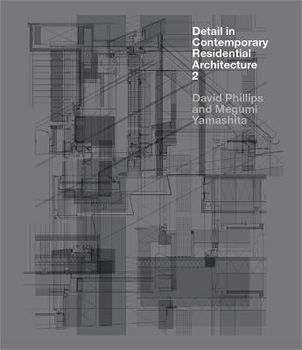 Detail in
Contemporary
Residential
Architecture
2
David Phillips
and Megumi
Yamashita